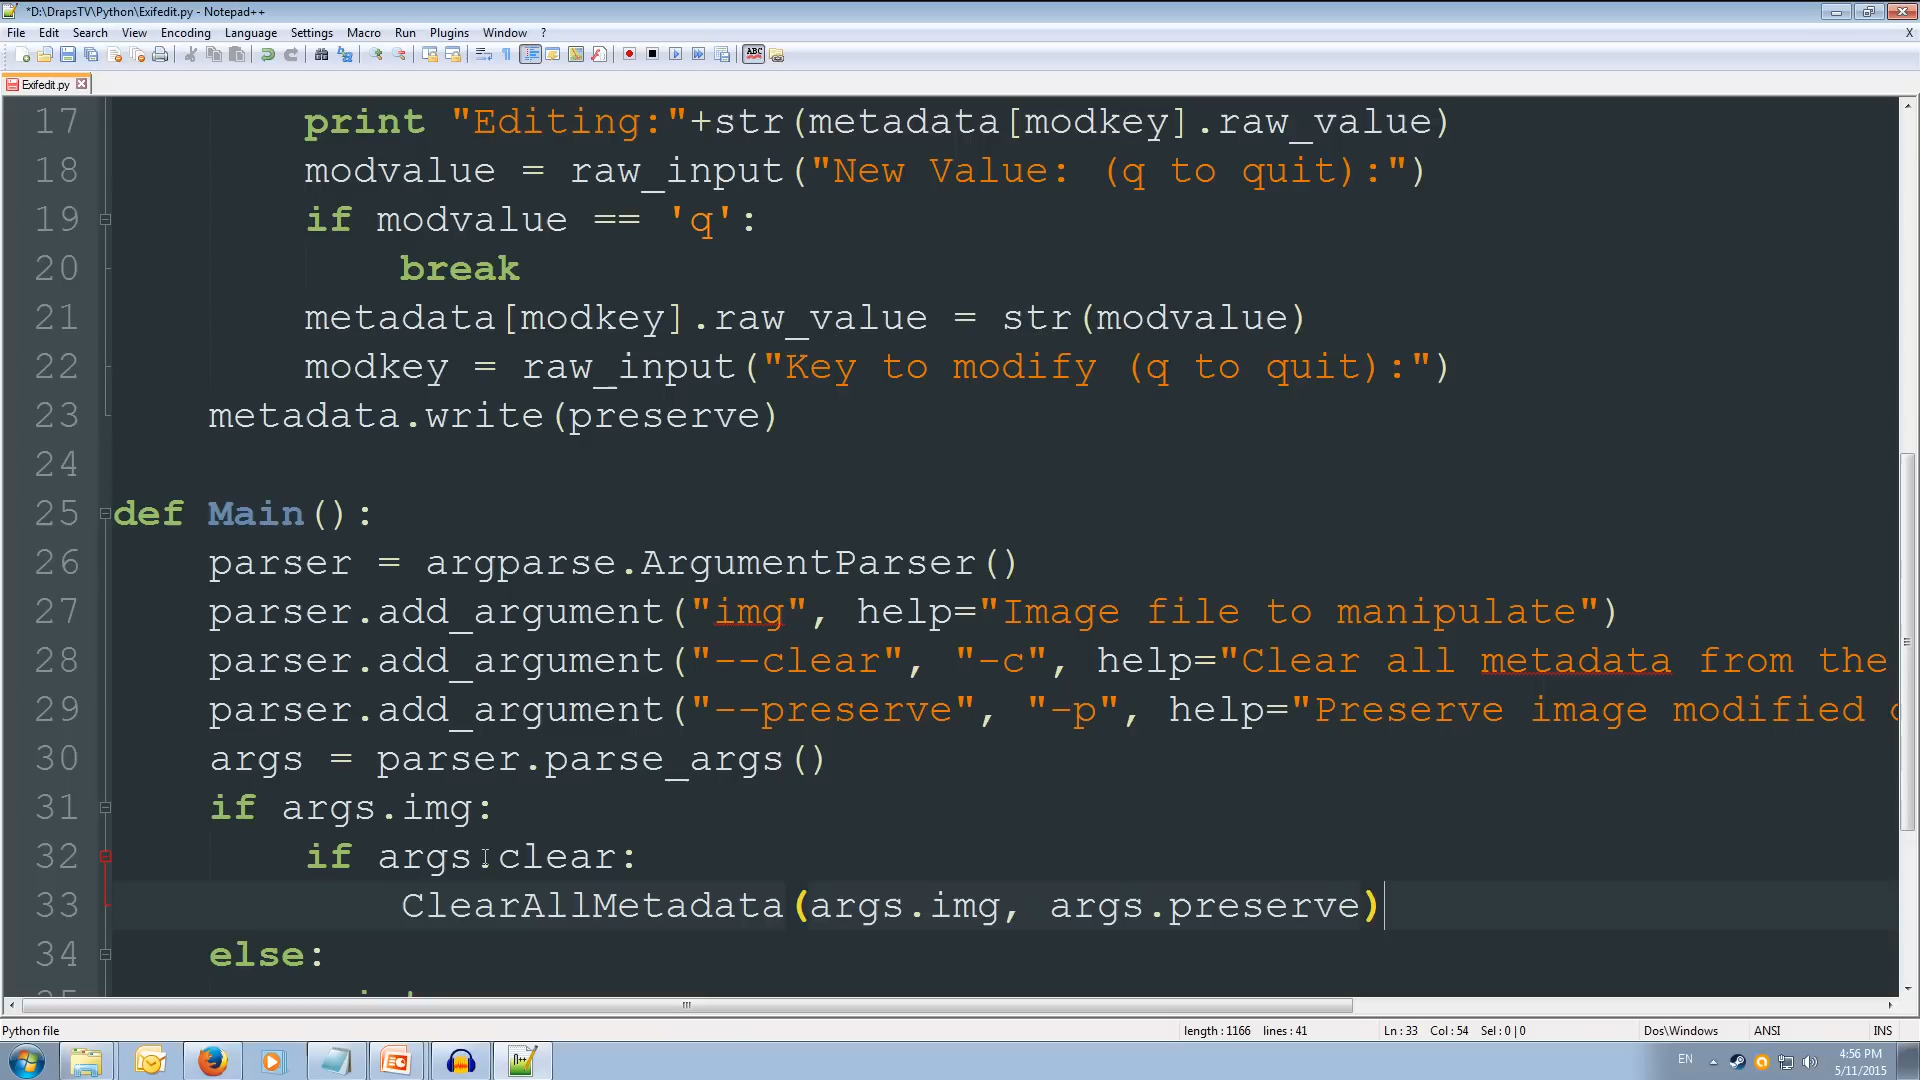 *D:\DrapsTV\Python\Exifedit.py - Notepad++
File Edit Search View Encoding Language Settings Macro Run Plugins Window ? X
Exifedit.py
17 print "Editing:"+str(metadata[modkey].raw_value)
18 modvalue = raw_input("New Value: (q to quit):")
19 if modvalue == 'q':
20 break
21 metadata[modkey].raw_value = str(modvalue)
22 modkey = raw_input("Key to modify (q to quit):")
23 metadata.write(preserve)
24
25 def Main():
26 parser = argparse.ArgumentParser()
27 parser.add_argument("img", help="Image file to manipulate")
28 parser.add_argument("--clear", "-c", help="Clear all metadata from the
29 parser.add_argument("--preserve", "-p", help="Preserve image modified
30 args = parser.parse_args()
31 if args.img:
32 if args.clear:
33 ClearAllMetadata(args.img, args.preserve)
34 else:
Python file length : 1166 lines : 41 Ln : 33 Col : 54 Sel : 0 | 0 Dos\Windows ANSI INS
EN 4:56 PM
5/11/2015